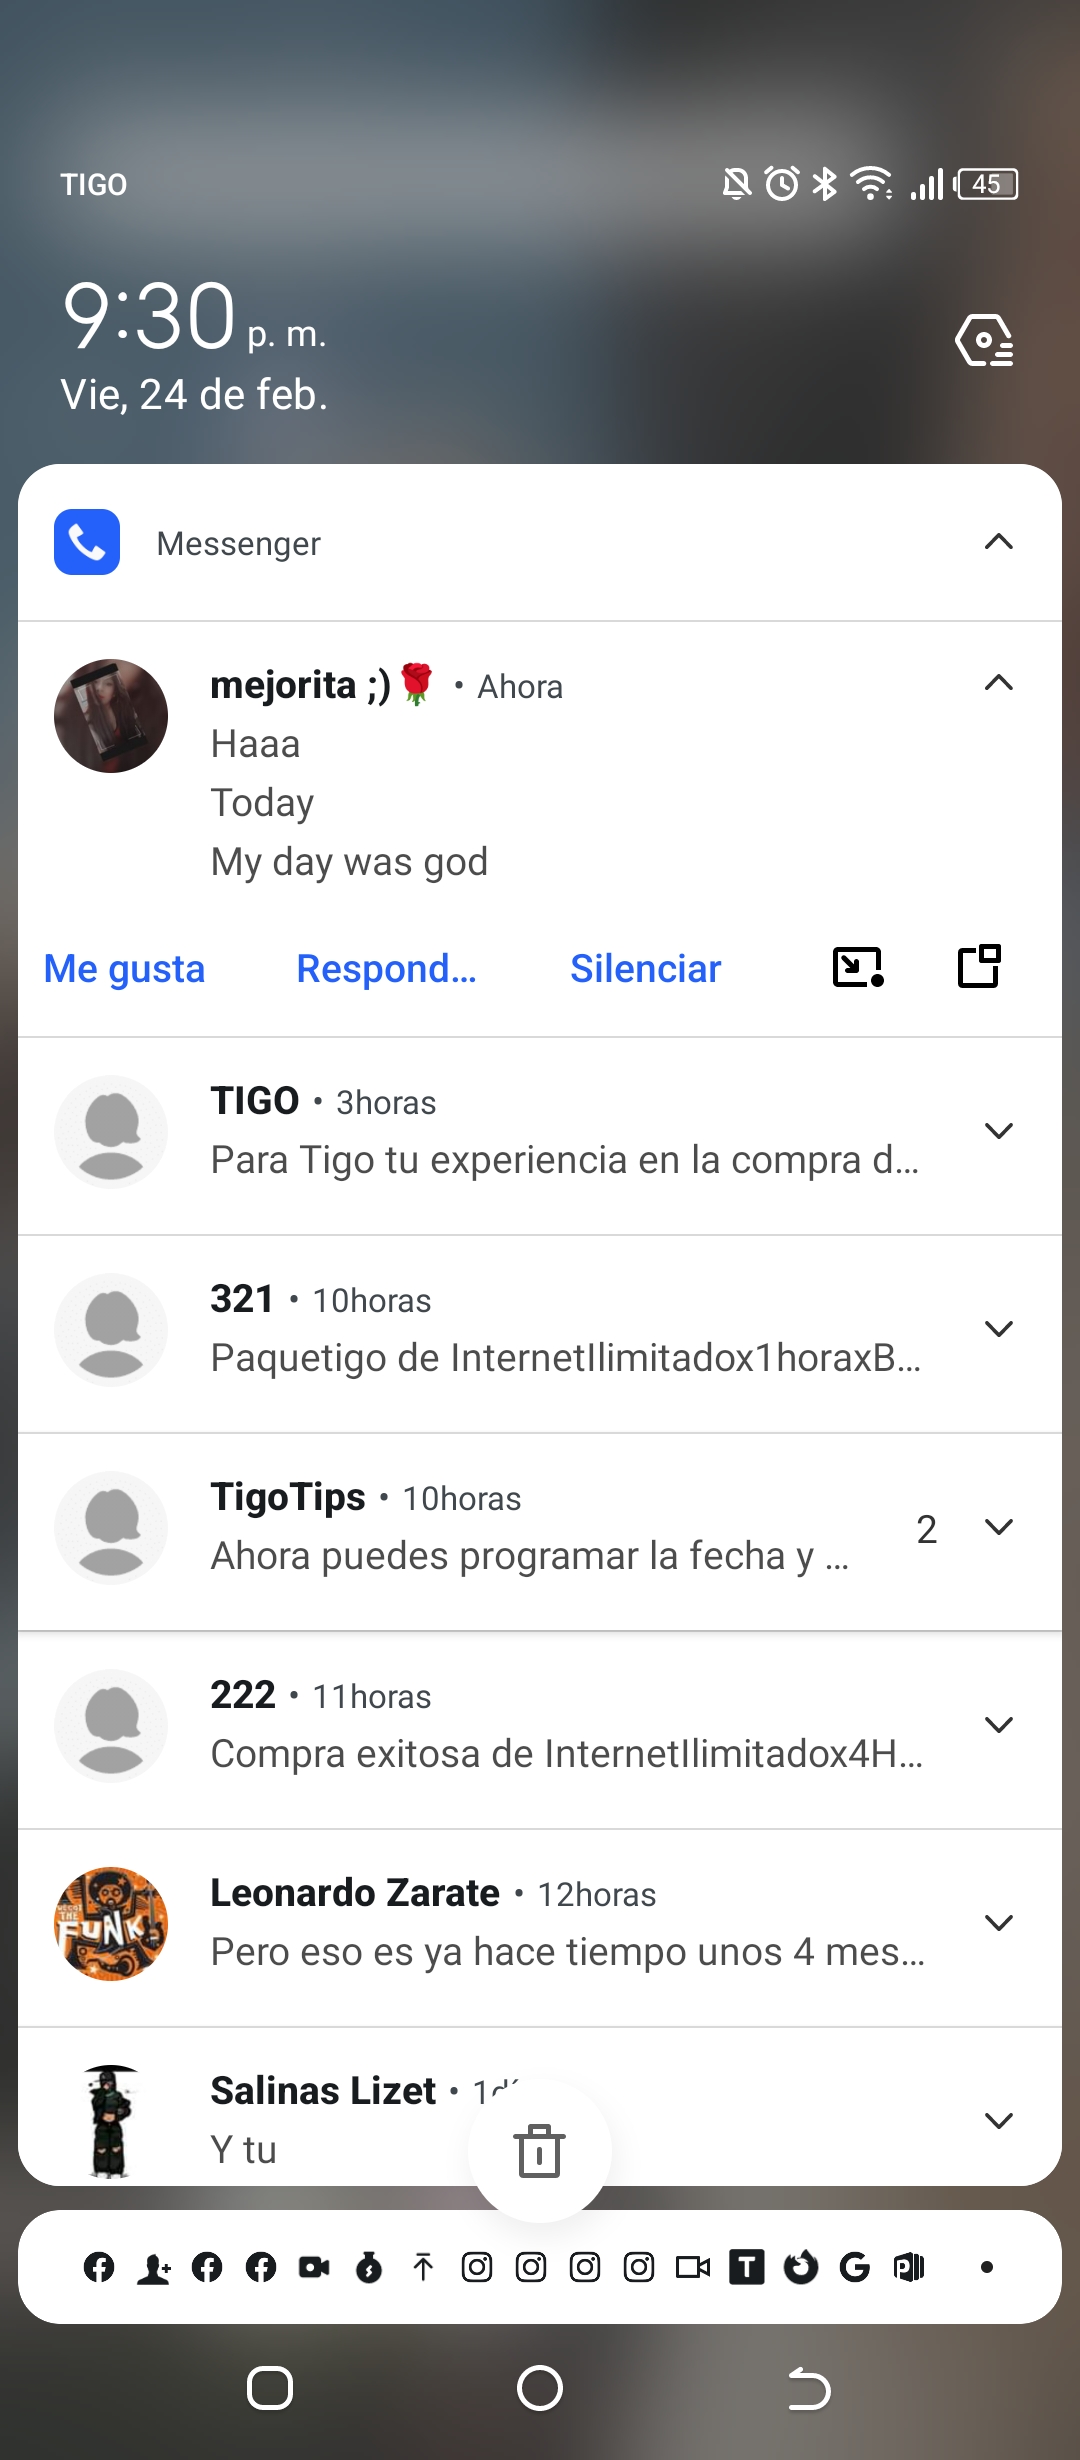 TIGO
45
9:30 p. m.
Vie, 24 de feb.
Messenger
mejorita ;)🌹 • Ahora
Haaa
Today
My day was god
Me gusta Respond... Silenciar
TIGO • 3horas
Para Tigo tu experiencia en la compra d...
321 • 10horas
Paquetigo de InternetIlimitadox1horaxB...
TigoTips • 10horas
Ahora puedes programar la fecha y ...
2
222 • 11horas
Compra exitosa de InternetIlimitadox4H...
Leonardo Zarate • 12horas
Pero eso es ya hace tiempo unos 4 mes...
FUNK
Salinas Lizet •
Y tu